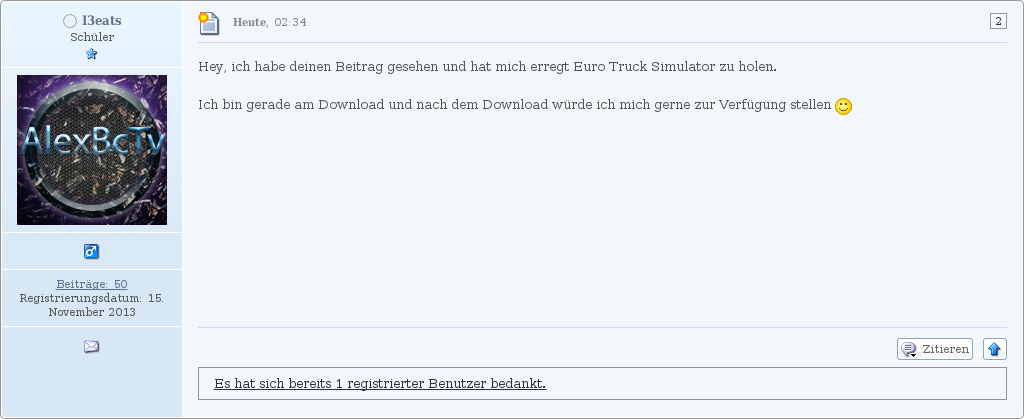 l3eats
Schüler
AlexBcTv
Beiträge: 50
Registrierungsdatum: 15.
November 2013
Heute, 02:34
2
Hey, ich habe deinen Beitrag gesehen und hat mich erregt Euro Truck Simulator zu holen.
Ich bin gerade am Download und nach dem Download würde ich mich gerne zur Verfügung stellen
Zitieren
Es hat sich bereits 1 registrierter Benutzer bedankt.